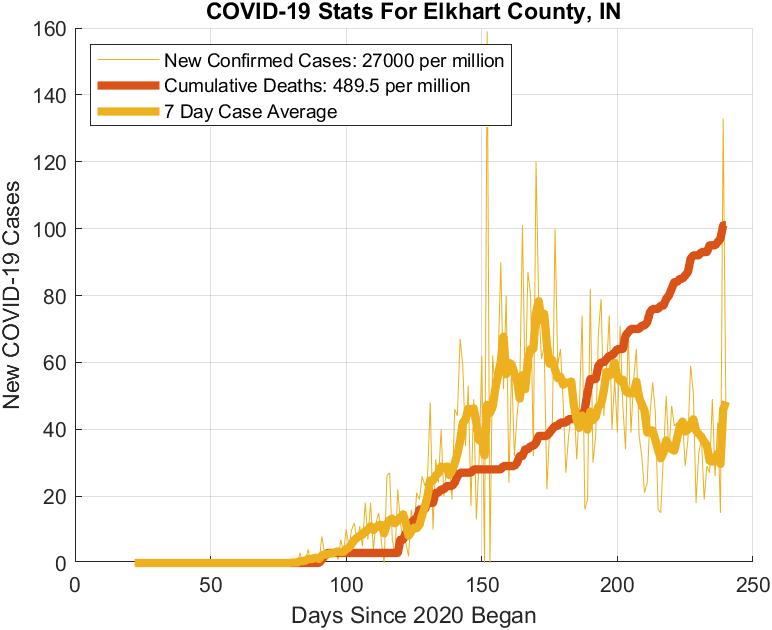 COVID-19 Stats For Elkhart County, IN
New Confirmed Cases: 27000 per million
Cumulative Deaths: 489.5 per million
7 Day Case Average
New COVID-19 Cases
160
140
120
100
80
60
40
20
0
0 50 100 150 200 250
Days Since 2020 Began